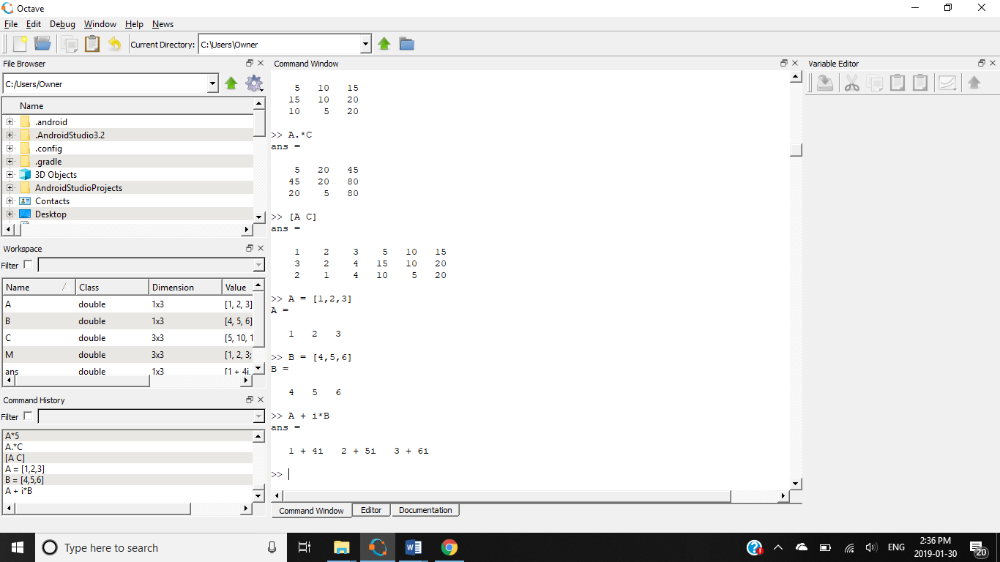 Octave
File Edit Debug Window Help News
Current Directory: C:\Users\Owner
File Browser
C:/Users/Owner
Name
.android
.AndroidStudio3.2
.config
.gradle
3D Objects
AndroidStudioProjects
Contacts
Desktop
Workspace
Filter
Name Class Dimension Value
A double 1x3 [1, 2, 3]
B double 1x3 [4, 5, 6]
C double 3x3 [5, 10, 1
M double 3x3 [1, 2, 3;
ans double 1x3 [1 + 4i,
Command History
Filter
A*5
A.*C
[A C]
A = [1,2,3]
B = [4,5,6]
A + i*B
Command Window
5 10 15
15 10 20
10 5 20
>> A.*C
ans =
5 20 45
45 20 80
20 5 80
>> [A C]
ans =
1 2 3 5 10 15
3 2 4 15 10 20
2 1 4 10 5 20
>> A = [1,2,3]
A =
1 2 3
>> B = [4,5,6]
B =
4 5 6
>> A + i*B
ans =
1 + 4i 2 + 5i 3 + 6i
>>
Command Window Editor Documentation
Variable Editor
Type here to search
ENG
2:36 PM
2019-01-30
20